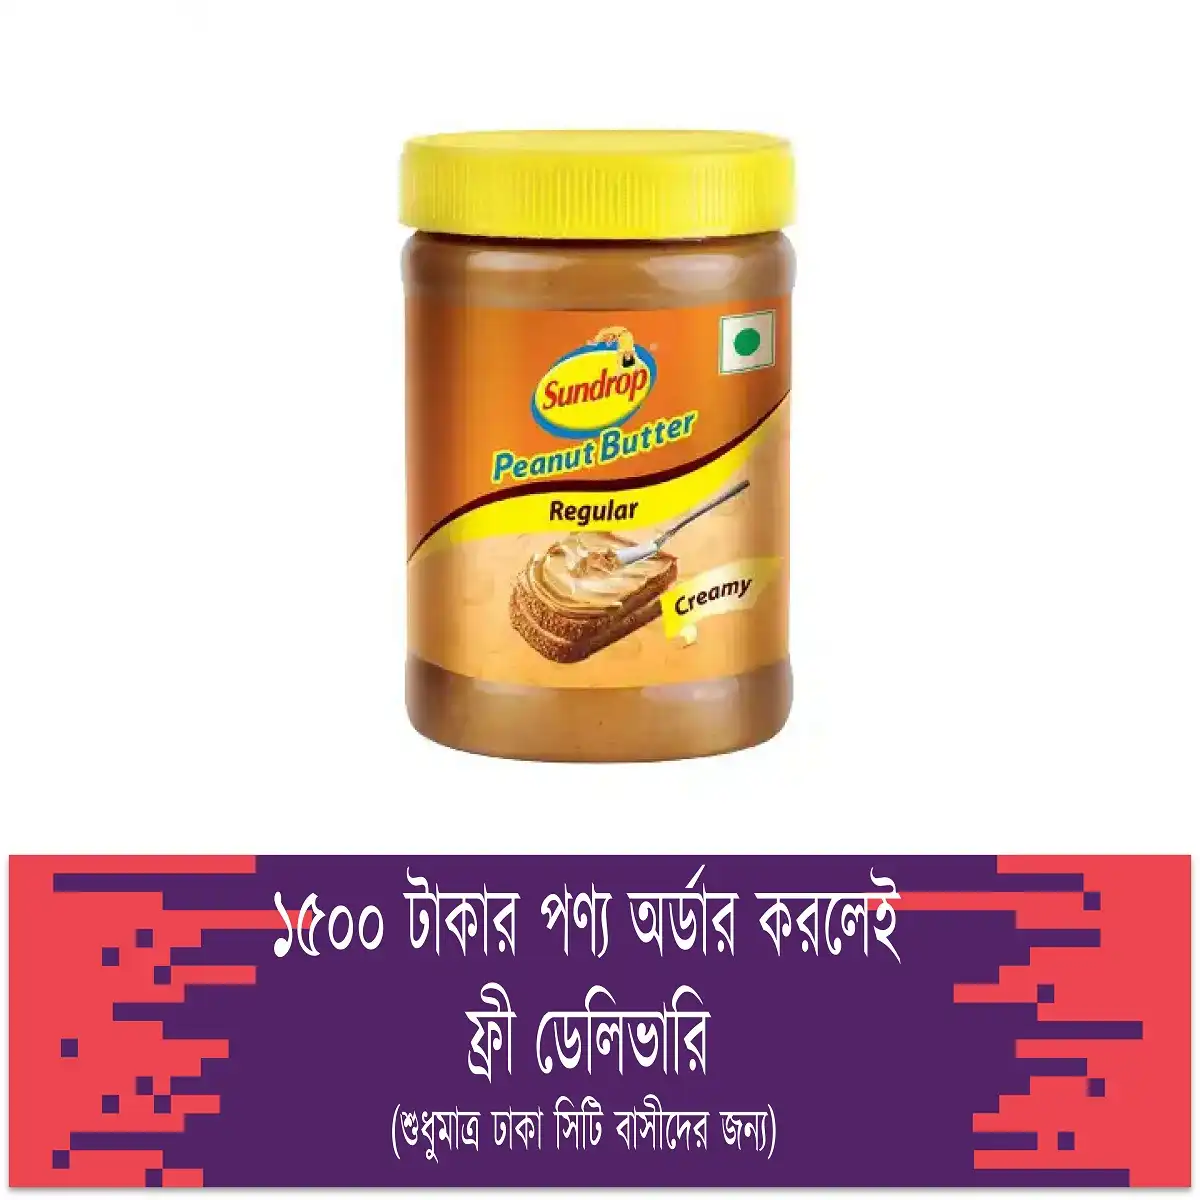 Sundrop
Peanut Butter
Regular
Creamy
১৫০০ টাকার পণ্য অর্ডার করলেই
ফ্রী ডেলিভারি
(শুধুমাত্র ঢাকা সিটি বাসীদের জন্য)